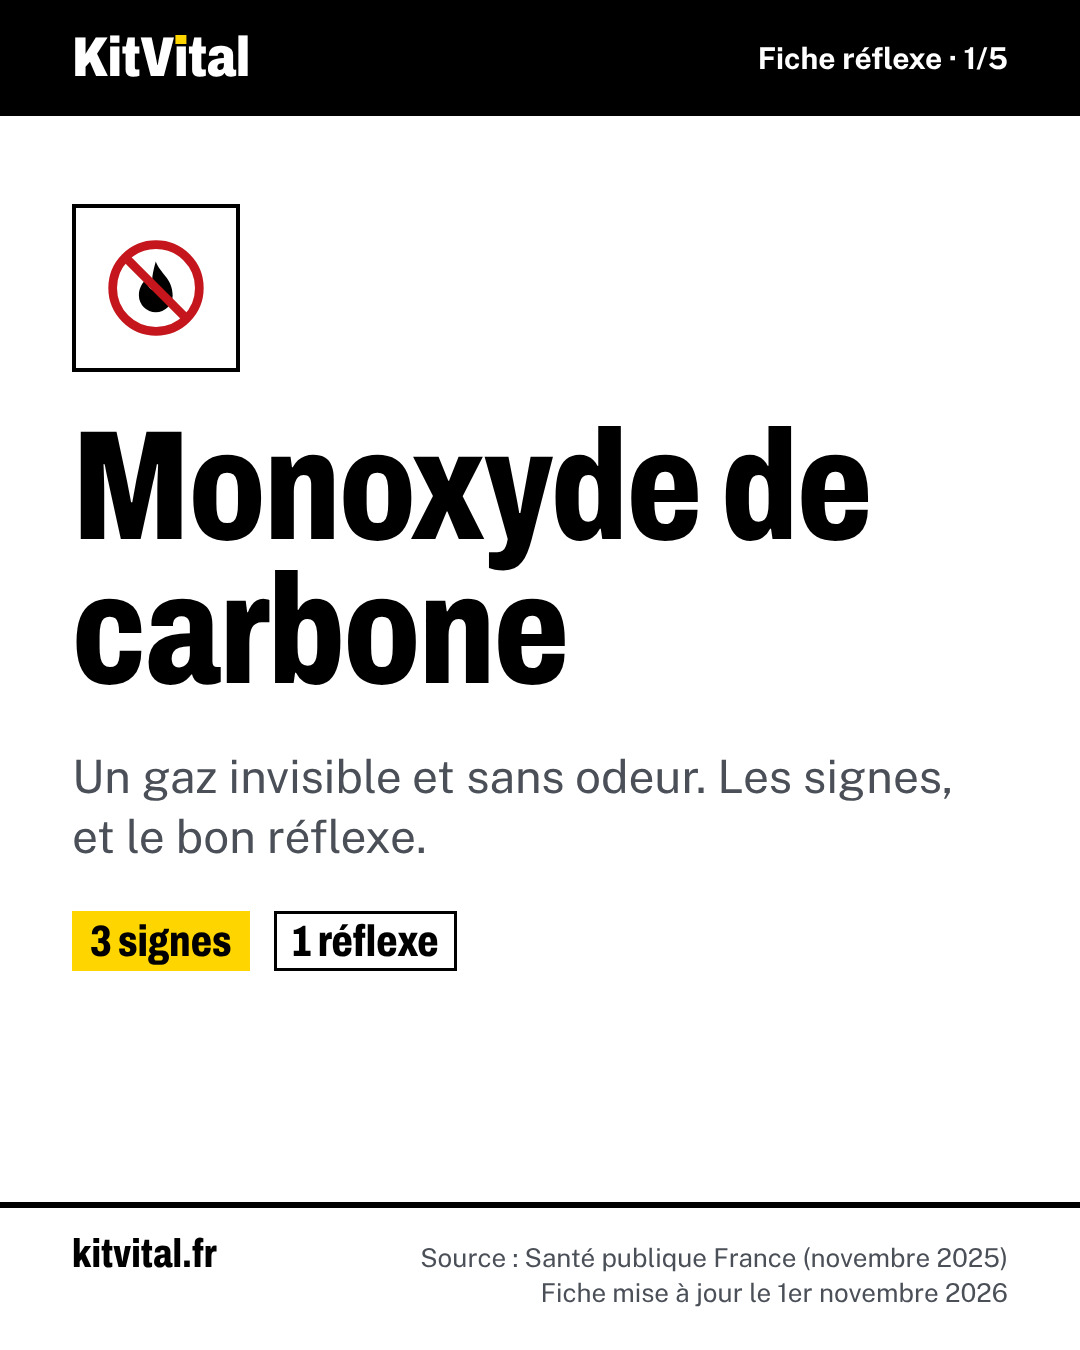 KitVital
Fiche réflexe · 1/5
Monoxyde de
carbone
Un gaz invisible et sans odeur. Les signes,
et le bon réflexe.
3 signes
1 réflexe
kitvital.fr
Source : Santé publique France (novembre 2025)
Fiche mise à jour le 1er novembre 2026